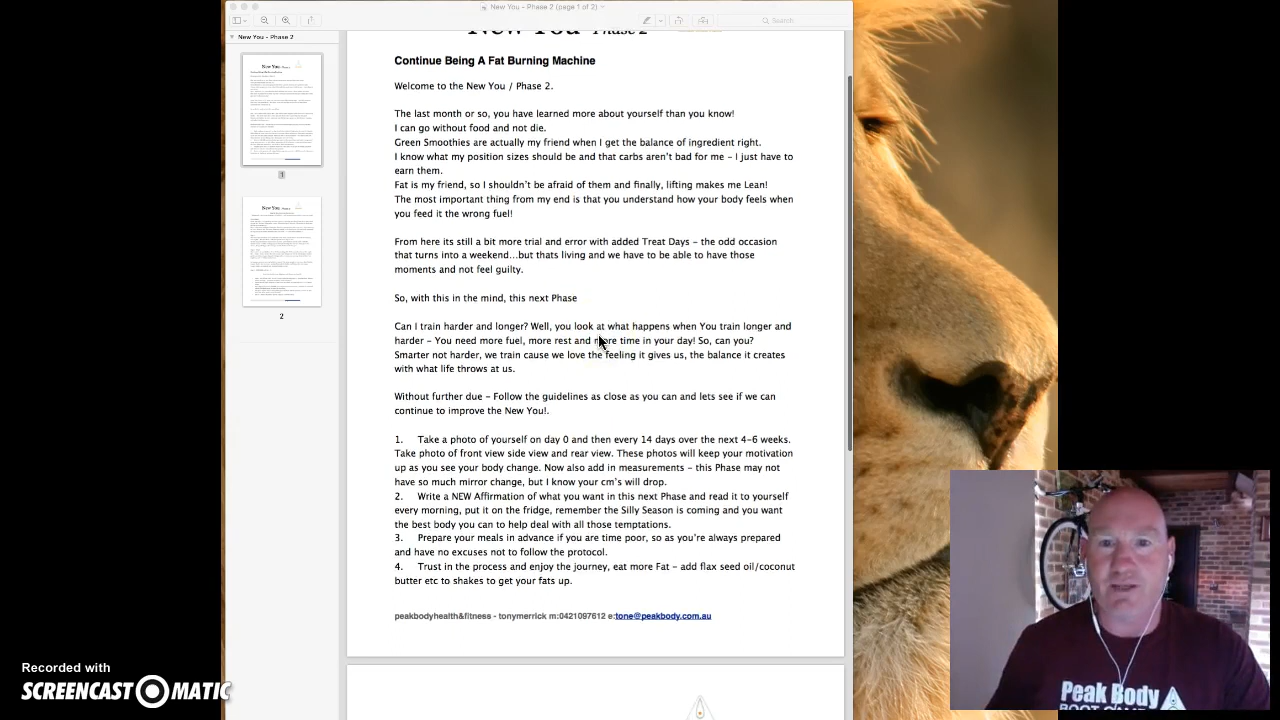 New You - Phase 2 (page 1 of 2)
Search
New You - Phase 2
New You Phase 2
Continue Being A Fat Burning Machine
Welcome to the New You / Phase 2.
The last month or so, you have learned more about yourself than you know!
I can go without food and not die.
Green Smoothies are actually my friend when I get the balance of ingredient right.
I know what my position sizes should be and that carbs aren't bad for me – I just have to
earn them.
Fat is my friend, so I shouldn't be afraid of them and finally, lifting makes me Lean!
The most important thing from my end is that you understand how your body feels when
you feed it the wrong fuel!
From here, still a bit more trial and error with added Treat Days – the odd occasion
that turns into a weekend...but thats living and we have to be able to have those
moments and not feel guilty.
So, with this in the mind, this next Phase
Can I train harder and longer? Well, you look at what happens when You train longer and
harder – You need more fuel, more rest and more time in your day! So, can you?
Smarter not harder, we train cause we love the feeling it gives us, the balance it creates
with what life throws at us.
Without further due – Follow the guidelines as close as you can and lets see if we can
continue to improve the New You!.
1. Take a photo of yourself on day 0 and then every 14 days over the next 4-6 weeks.
Take photo of front view side view and rear view. These photos will keep your motivation
up as you see your body change. Now also add in measurements – this Phase may not
have so much mirror change, but I know your cm's will drop.
2. Write a NEW Affirmation of what you want in this next Phase and read it to yourself
every morning, put it on the fridge, remember the Silly Season is coming and you want
the best body you can to help deal with all those temptations.
3. Prepare your meals in advance if you are time poor, so as you're always prepared
and have no excuses not to follow the protocol.
4. Trust in the process and enjoy the journey, eat more Fat – add flax seed oil/coconut
butter etc to shakes to get your fats up.
peakbodyhealth&fitness - tonymerrick m:0421097612 e:tone@peakbody.com.au
1
New You
2
Peak Body
BOOT CAMP
Recorded with
SCREENCAST O MATIC